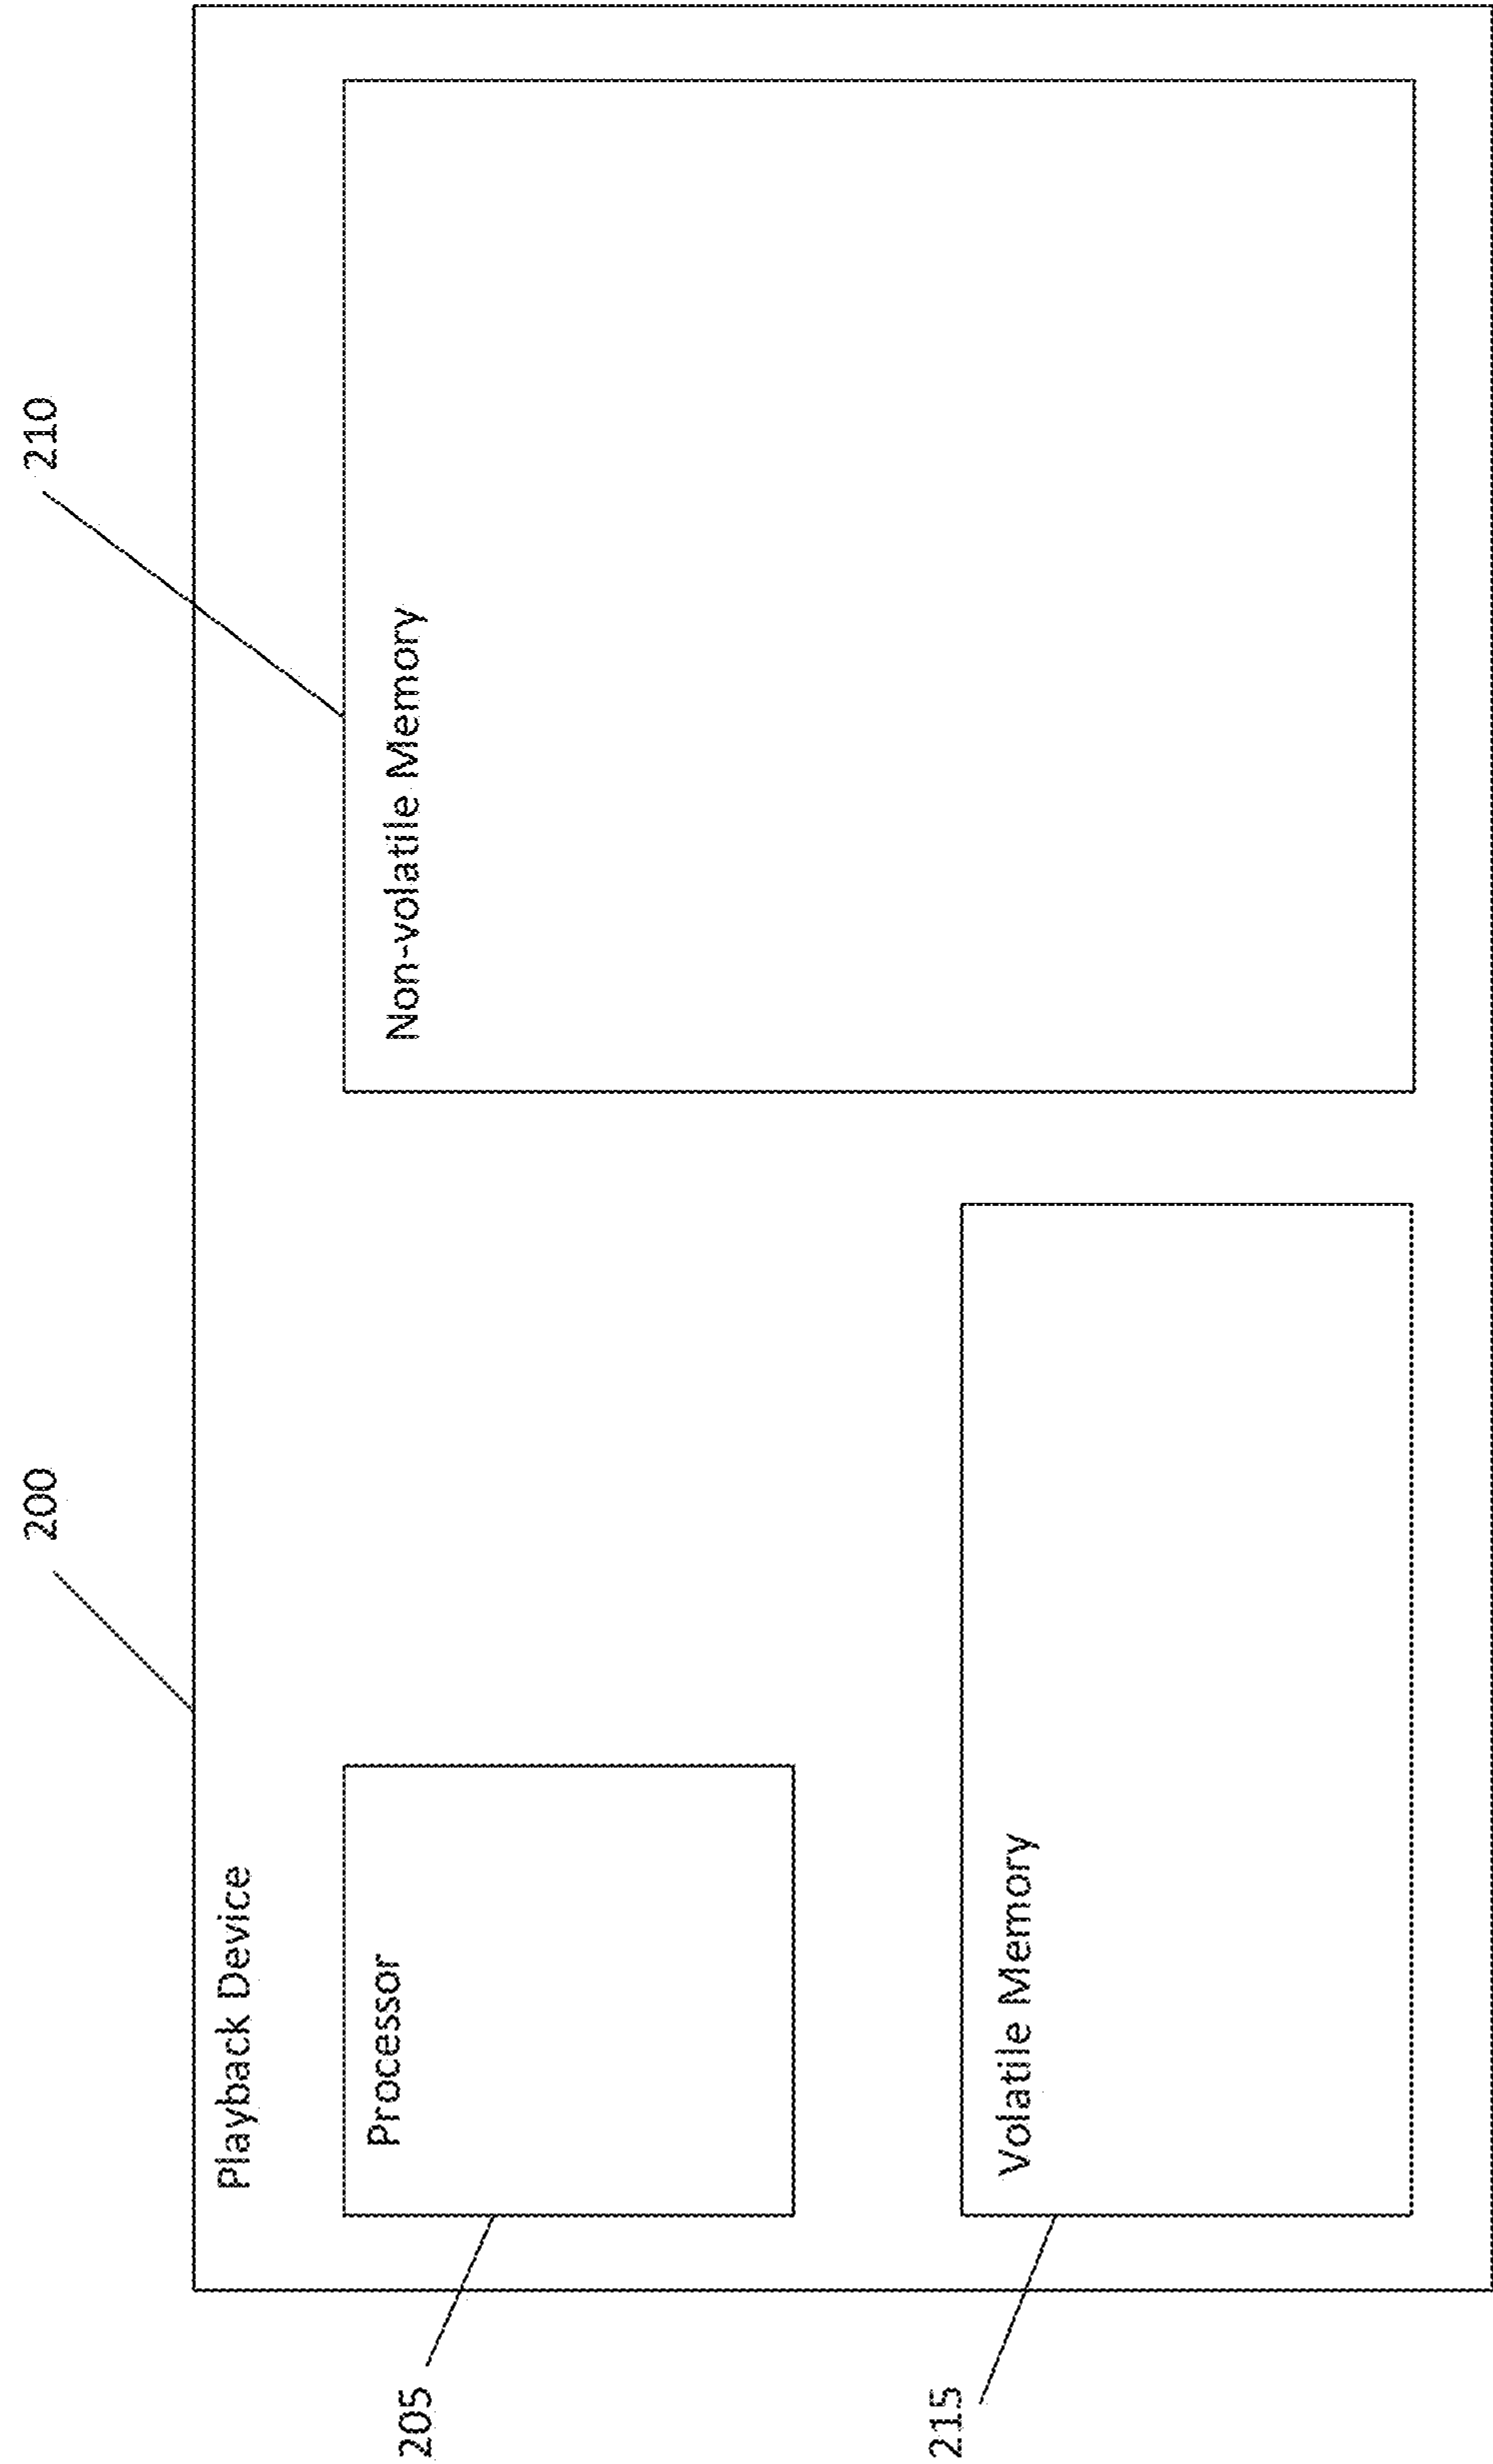 200
210
Playback Device
Processor
Non-volatile Memory
205
Volatile Memory
215